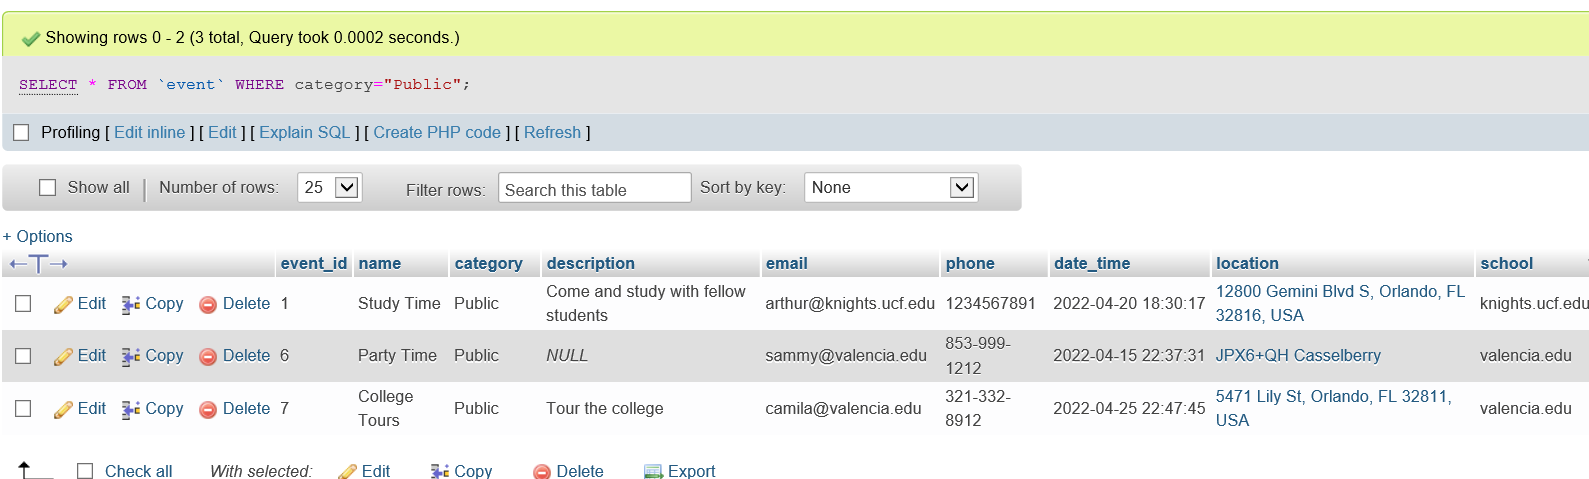 Showing rows 0 - 2 (3 total, Query took 0.0002 seconds.)
SELECT * FROM `event` WHERE category="Public";
Profiling [ Edit inline ] [ Edit ] [ Explain SQL ] [ Create PHP code ] [ Refresh ]
Show all | Number of rows: 25 Filter rows: Search this table Sort by key: None
+ Options
←T→ event_id name category description email phone date_time location school
Edit Copy Delete 1 Study Time Public Come and study with fellow students arthur@knights.ucf.edu 1234567891 2022-04-20 18:30:17 12800 Gemini Blvd S, Orlando, FL 32816, USA knights.ucf.edu
Edit Copy Delete 6 Party Time Public NULL sammy@valencia.edu 853-999-1212 2022-04-15 22:37:31 JPX6+QH Casselberry valencia.edu
Edit Copy Delete 7 College Tours Public Tour the college camila@valencia.edu 321-332-8912 2022-04-25 22:47:45 5471 Lily St, Orlando, FL 32811, USA valencia.edu
Check all With selected: Edit Copy Delete Export